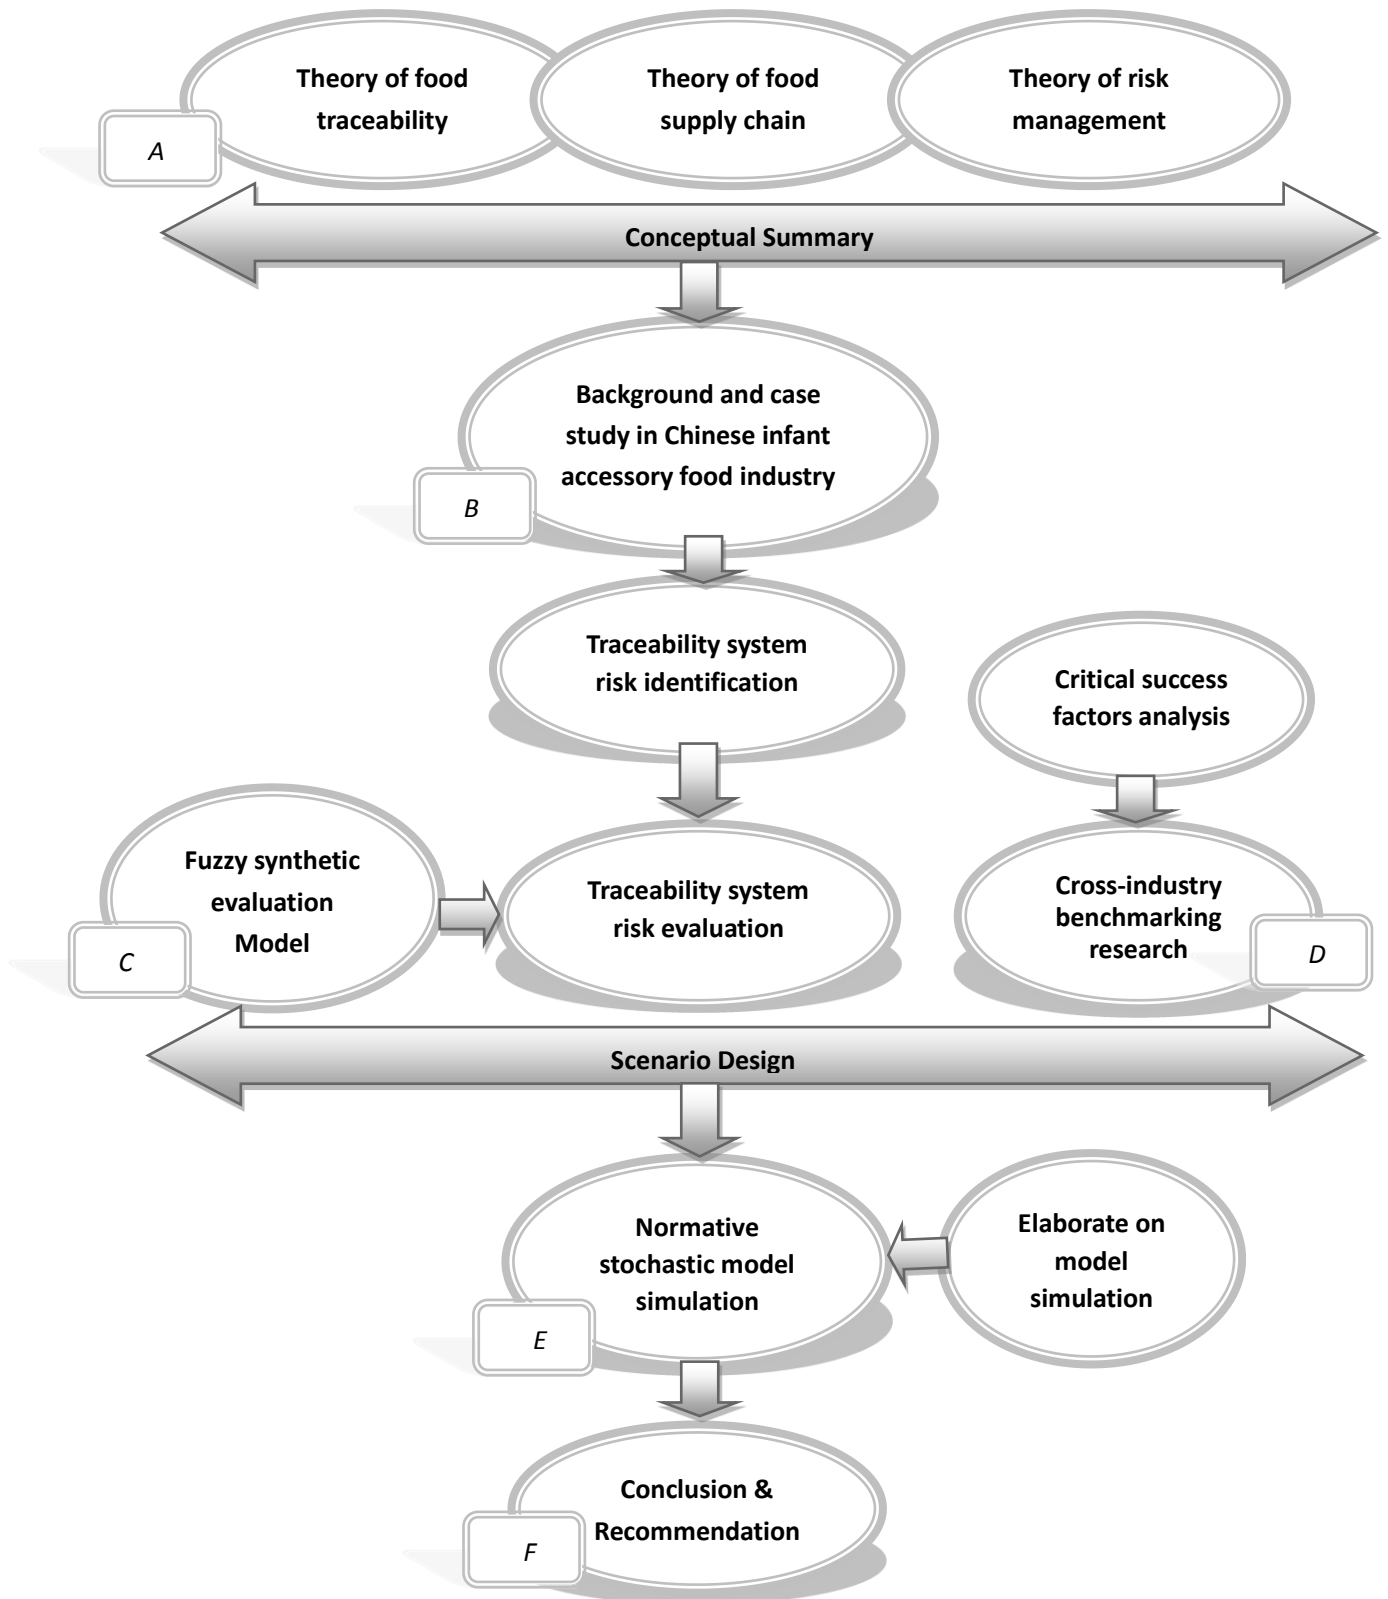 Theory of food
traceability
Theory of food
supply chain
Theory of risk
management
A
Conceptual Summary
Background and case
study in Chinese infant
accessory food industry
B
Traceability system
risk identification
Critical success
factors analysis
Fuzzy synthetic
evaluation
Model
C
Traceability system
risk evaluation
Cross-industry
benchmarking
research
D
Scenario Design
Normative
stochastic model
simulation
E
Elaborate on
model
simulation
Conclusion &
Recommendation
F